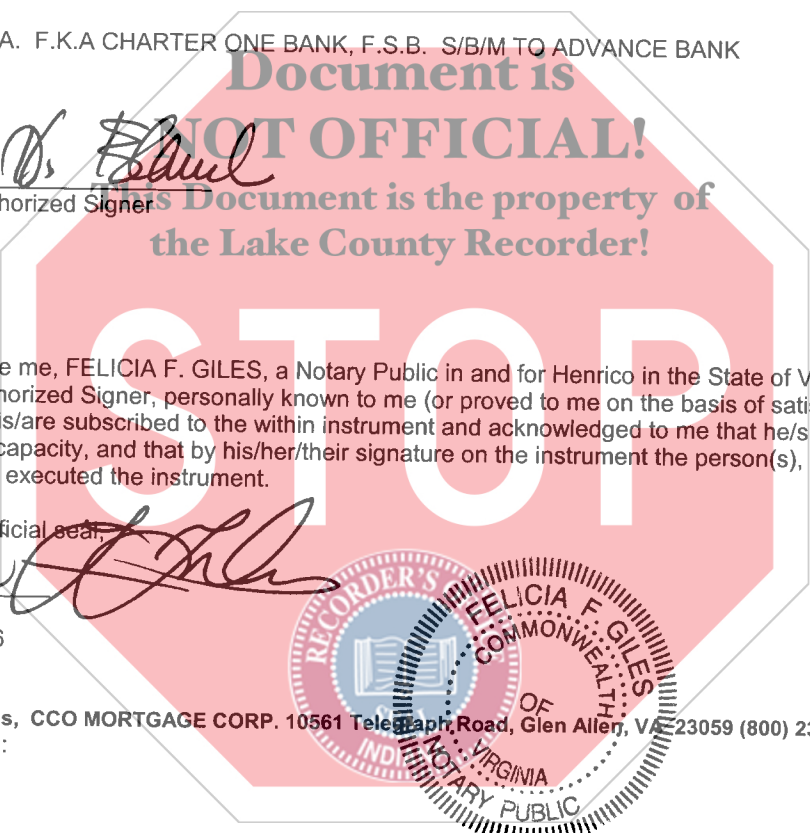 A. F.K.A CHARTER ONE BANK, F.S.B. S/B/M TO ADVANCE BANK
Document is
NOT OFFICIAL!
This Document is the property of
the Lake County Recorder!
horized Signer
STOP
e me, FELICIA F. GILES, a Notary Public in and for Henrico in the State of V
horized Signer, personally known to me (or proved to me on the basis of satis
is/are subscribed to the within instrument and acknowledged to me that he/s
capacity, and that by his/her/their signature on the instrument the person(s),
executed the instrument.
ficial seal,
RECORDER'S
SEAL
INDIANA
FELICIA F. GILES
COMMONWEALTH
OF
VIRGINIA
NOTARY PUBLIC
6
s, CCO MORTGAGE CORP. 10561 Telegraph Road, Glen Allen, VA 23059 (800) 23
: